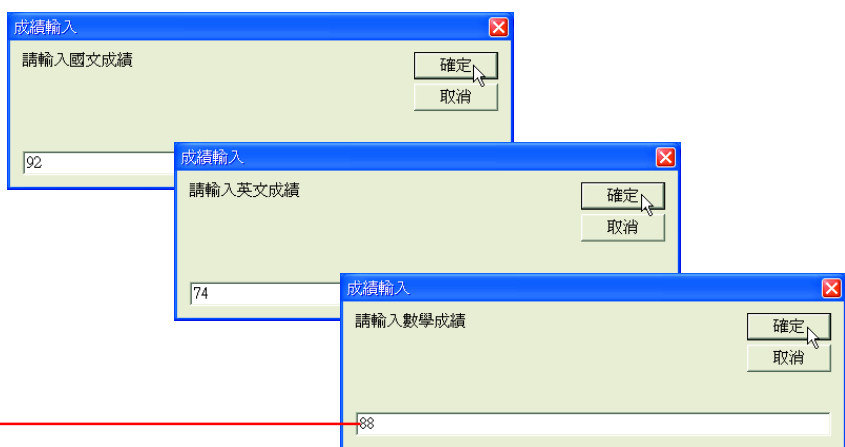 成績輸入
請輸入國文成績
確定
取消
92
成績輸入
請輸入英文成績
確定
取消
74
成績輸入
請輸入數學成績
確定
取消
88